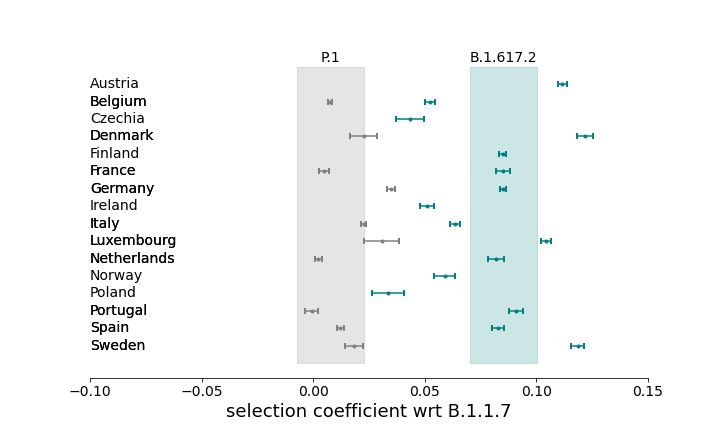 P.1 B.1.617.2
Austria
Belgium
Czechia
Denmark
Finland
France
Germany
Ireland
Italy
Luxembourg
Netherlands
Norway
Poland
Portugal
Spain
Sweden
−0.10 −0.05 0.00 0.05 0.10 0.15
selection coefficient wrt B.1.1.7